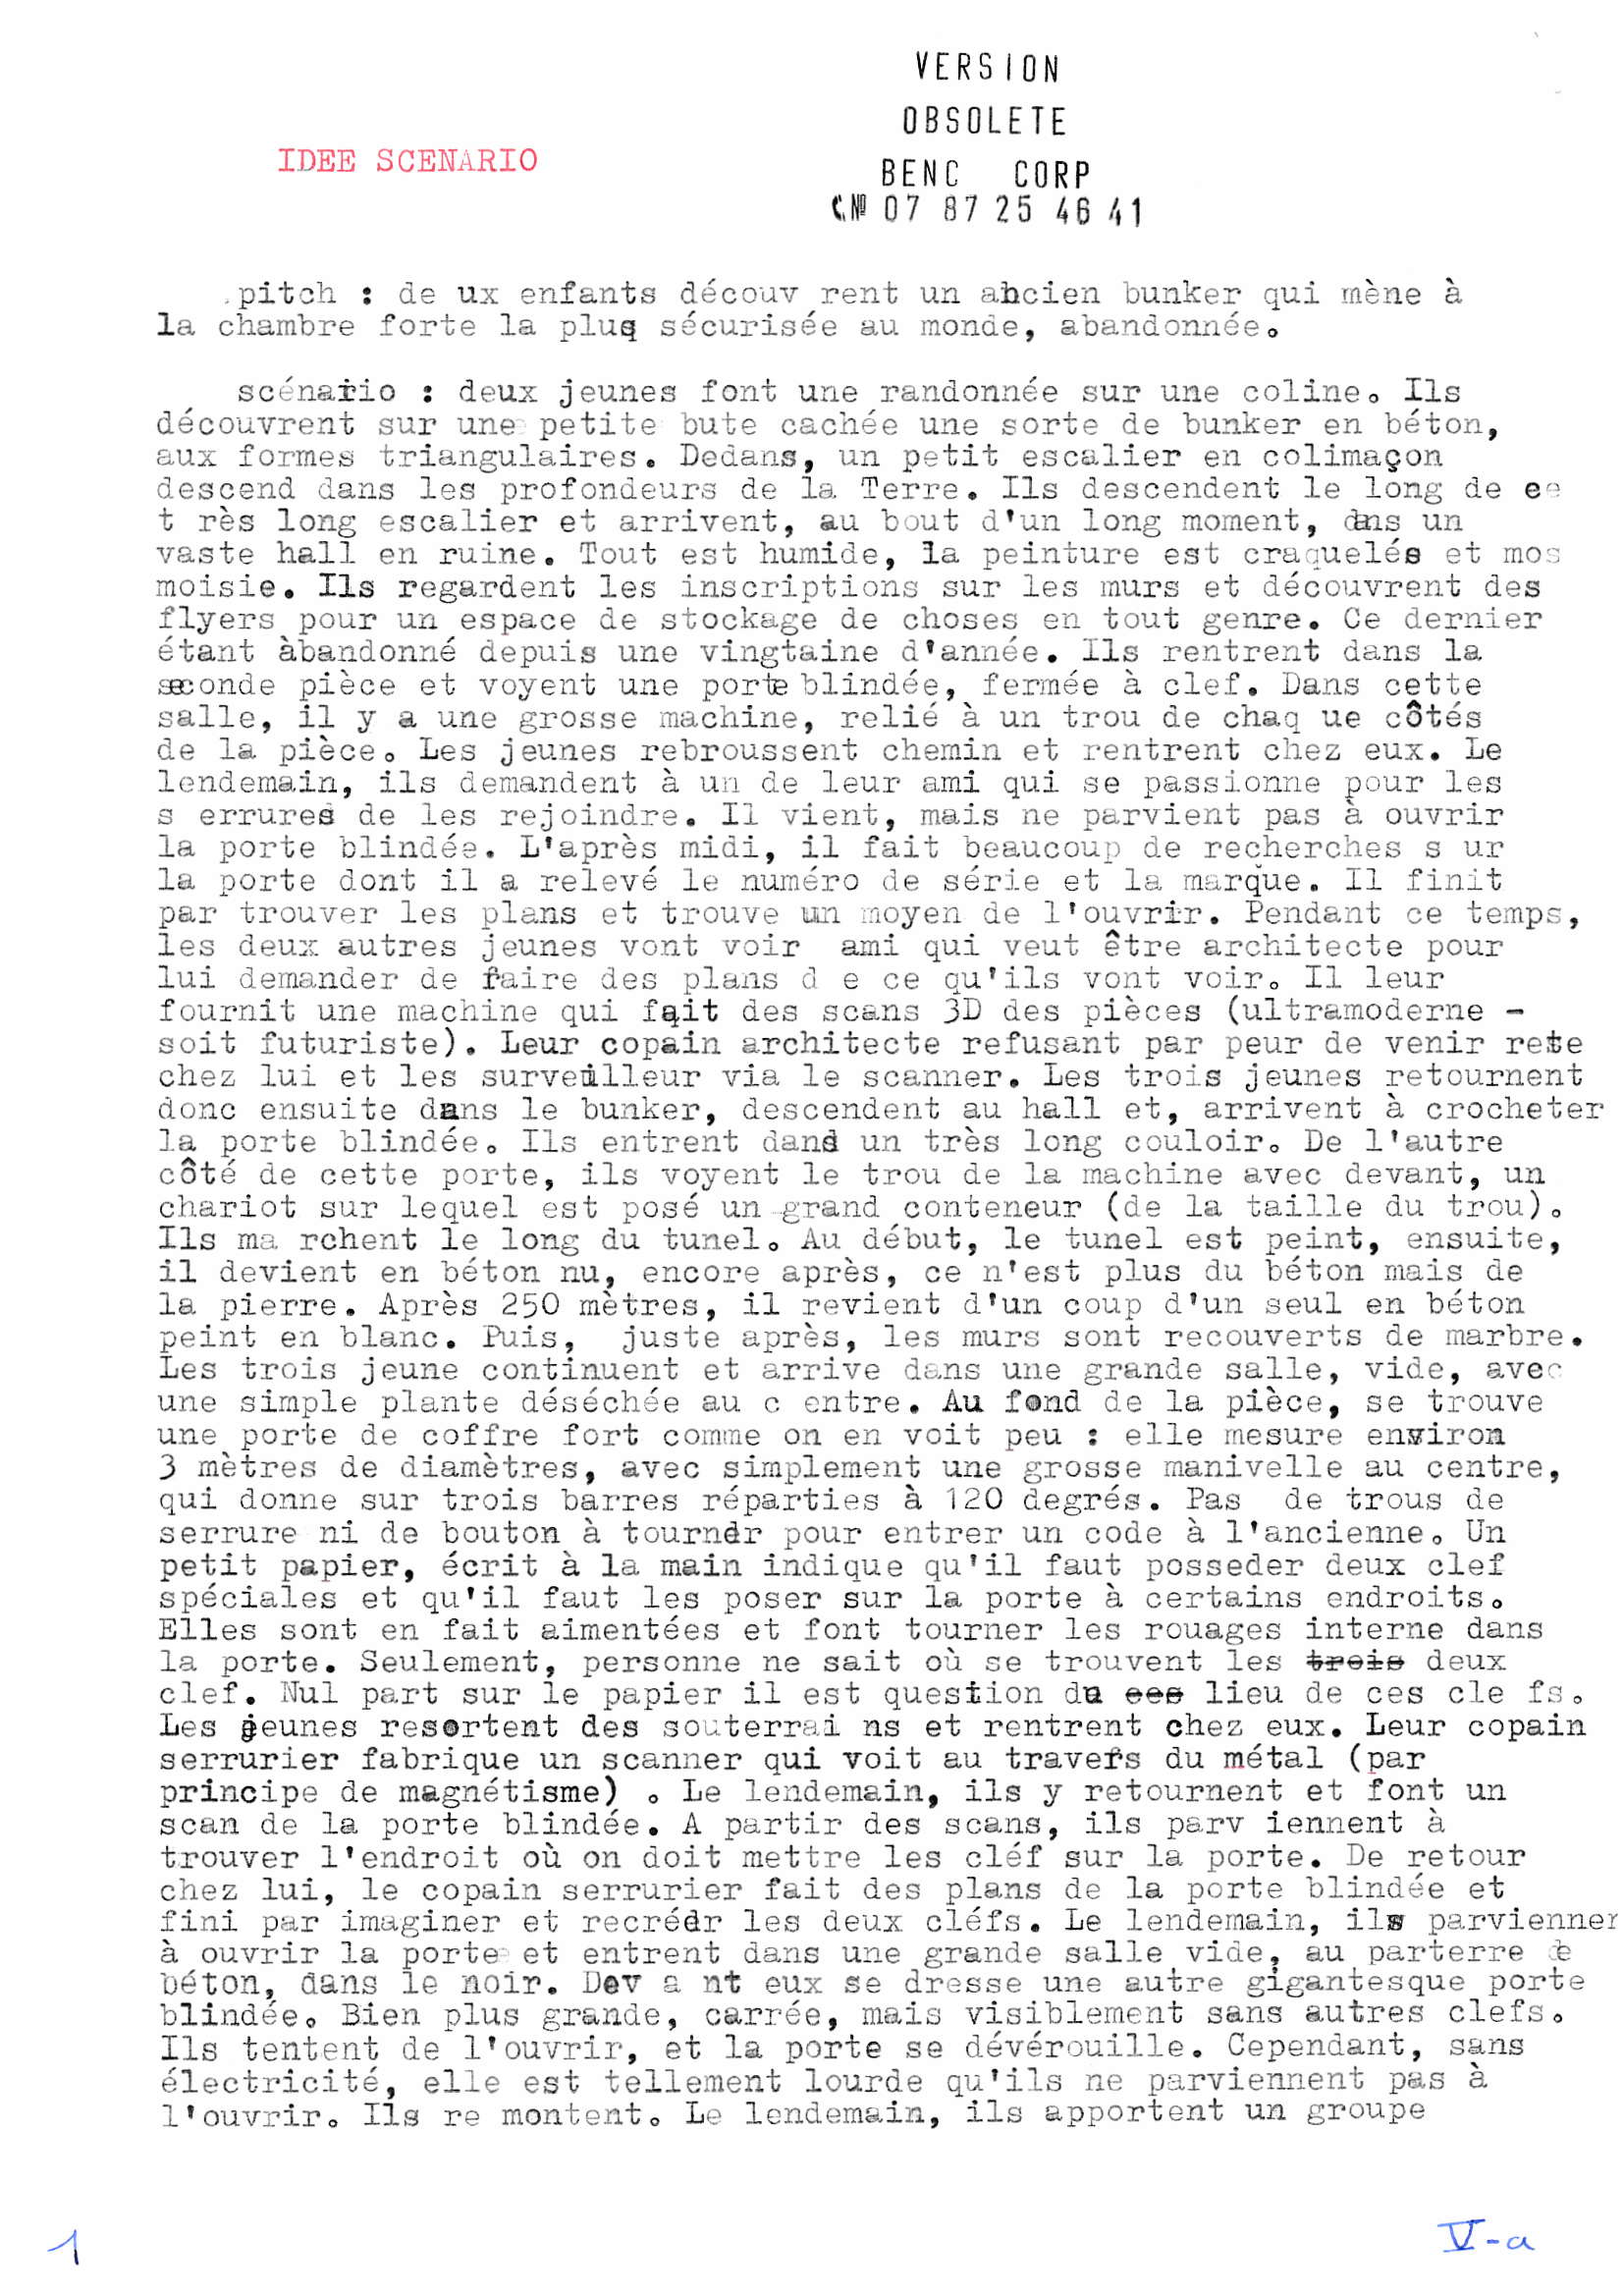 VERSION
OBSOLETE
IDEE SCENARIO
BENC CORP
C.Nº 07 87 25 46 41
pitch : de ux enfants découv rent un ancien bunker qui mène à
la chambre forte la plus sécurisée au monde, abandonnée.
scénario : deux jeunes font une randonnée sur une coline. Ils
découvrent sur une petite bute cachée une sorte de bunker en béton,
aux formes triangulaires. Dedans, un petit escalier en colimaçon
descend dans les profondeurs de la Terre. Ils descendent le long de ce
t rès long escalier et arrivent, au bout d'un long moment, dans un
vaste hall en ruine. Tout est humide, la peinture est craquelés et mos
moisie. Ils regardent les inscriptions sur les murs et découvrent des
flyers pour un espace de stockage de choses en tout genre. Ce dernier
étant àbandonné depuis une vingtaine d'année. Ils rentrent dans la
seconde pièce et voyent une porte blindée, fermée à clef. Dans cette
salle, il y a une grosse machine, relié à un trou de chaq ue côtés
de la pièce. Les jeunes rebroussent chemin et rentrent chez eux. Le
lendemain, ils demandent à un de leur ami qui se passionne pour les
s errures de les rejoindre. Il vient, mais ne parvient pas à ouvrir
la porte blindée. L'après midi, il fait beaucoup de recherches s ur
la porte dont il a relevé le numéro de série et la marque. Il finit
par trouver les plans et trouve un moyen de l'ouvrir. Pendant ce temps,
les deux autres jeunes vont voir ami qui veut être architecte pour
lui demander de faire des plans d e ce qu'ils vont voir. Il leur
fournit une machine qui fait des scans 3D des pièces (ultramoderne -
soit futuriste). Leur copain architecte refusant par peur de venir reste
chez lui et les surveilleur via le scanner. Les trois jeunes retournent
donc ensuite dans le bunker, descendent au hall et, arrivent à crocheter
la porte blindée. Ils entrent dans un très long couloir. De l'autre
côté de cette porte, ils voyent le trou de la machine avec devant, un
chariot sur lequel est posé un grand conteneur (de la taille du trou).
Ils ma rchent le long du tunel. Au début, le tunel est peint, ensuite,
il devient en béton nu, encore après, ce n'est plus du béton mais de
la pierre. Après 250 mètres, il revient d'un coup d'un seul en béton
peint en blanc. Puis, juste après, les murs sont recouverts de marbre.
Les trois jeune continuent et arrive dans une grande salle, vide, avec
une simple plante déséchée au c entre. Au fond de la pièce, se trouve
une porte de coffre fort comme on en voit peu : elle mesure environ
3 mètres de diamètres, avec simplement une grosse manivelle au centre,
qui donne sur trois barres réparties à 120 degrés. Pas de trous de
serrure ni de bouton à tourner pour entrer un code à l'ancienne. Un
petit papier, écrit à la main indique qu'il faut posseder deux clef
spéciales et qu'il faut les poser sur la porte à certains endroits.
Elles sont en fait aimentées et font tourner les rouages interne dans
la porte. Seulement, personne ne sait où se trouvent les trois deux
clef. Nul part sur le papier il est question du ces lieu de ces cle fs.
Les jeunes resortent des souterrai ns et rentrent chez eux. Leur copain
serrurier fabrique un scanner qui voit au travers du métal (par
principe de magnétisme) . Le lendemain, ils y retournent et font un
scan de la porte blindée. A partir des scans, ils parv iennent à
trouver l'endroit où on doit mettre les cléf sur la porte. De retour
chez lui, le copain serrurier fait des plans de la porte blindée et
fini par imaginer et recréér les deux cléfs. Le lendemain, ils parvienner
à ouvrir la porte et entrent dans une grande salle vide, au parterre de
béton, dans le noir. Dev a nt eux se dresse une autre gigantesque porte
blindée. Bien plus grande, carrée, mais visiblement sans autres clefs.
Ils tentent de l'ouvrir, et la porte se dévérouille. Cependant, sans
électricité, elle est tellement lourde qu'ils ne parviennent pas à
l'ouvrir. Ils re montent. Le lendemain, ils apportent un groupe
1
V-a